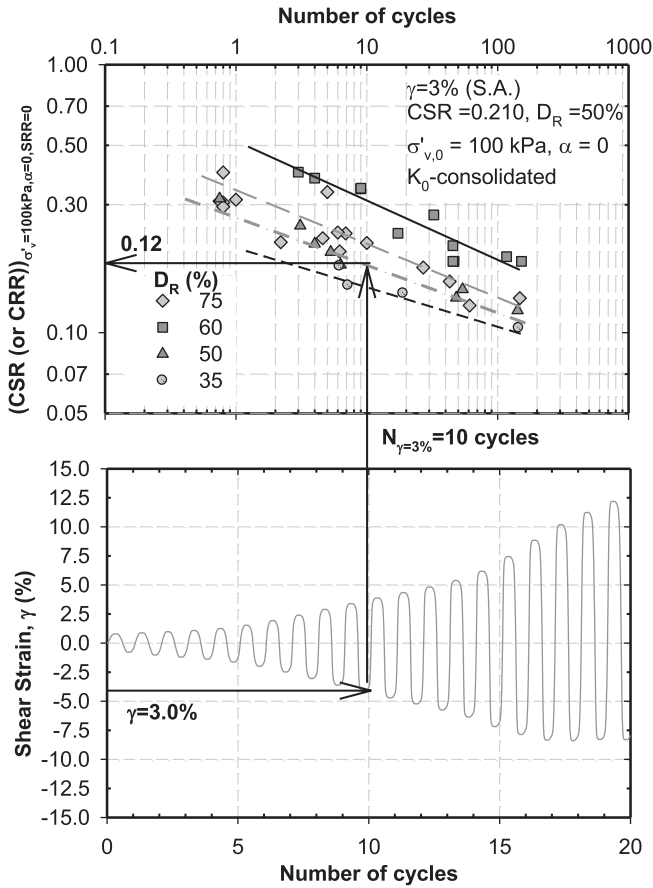 Number of cycles
0.1 1 10 100 1000
1.00
0.70
0.50
0.30
0.10
0.07
0.05
(CSR (or CRR))σ'v=100kPa,α=0,SRR=0
γ=3% (S.A.)
CSR =0.210, DR =50%
σ'v,0 = 100 kPa, α = 0
K0-consolidated
0.12
DR (%)
75
60
50
35
Nγ=3%=10 cycles
15.0
12.5
10.0
7.5
5.0
2.5
0.0
-2.5
-5.0
-7.5
-10.0
-12.5
-15.0
Shear Strain, γ (%)
γ=3.0%
0 5 10 15 20
Number of cycles